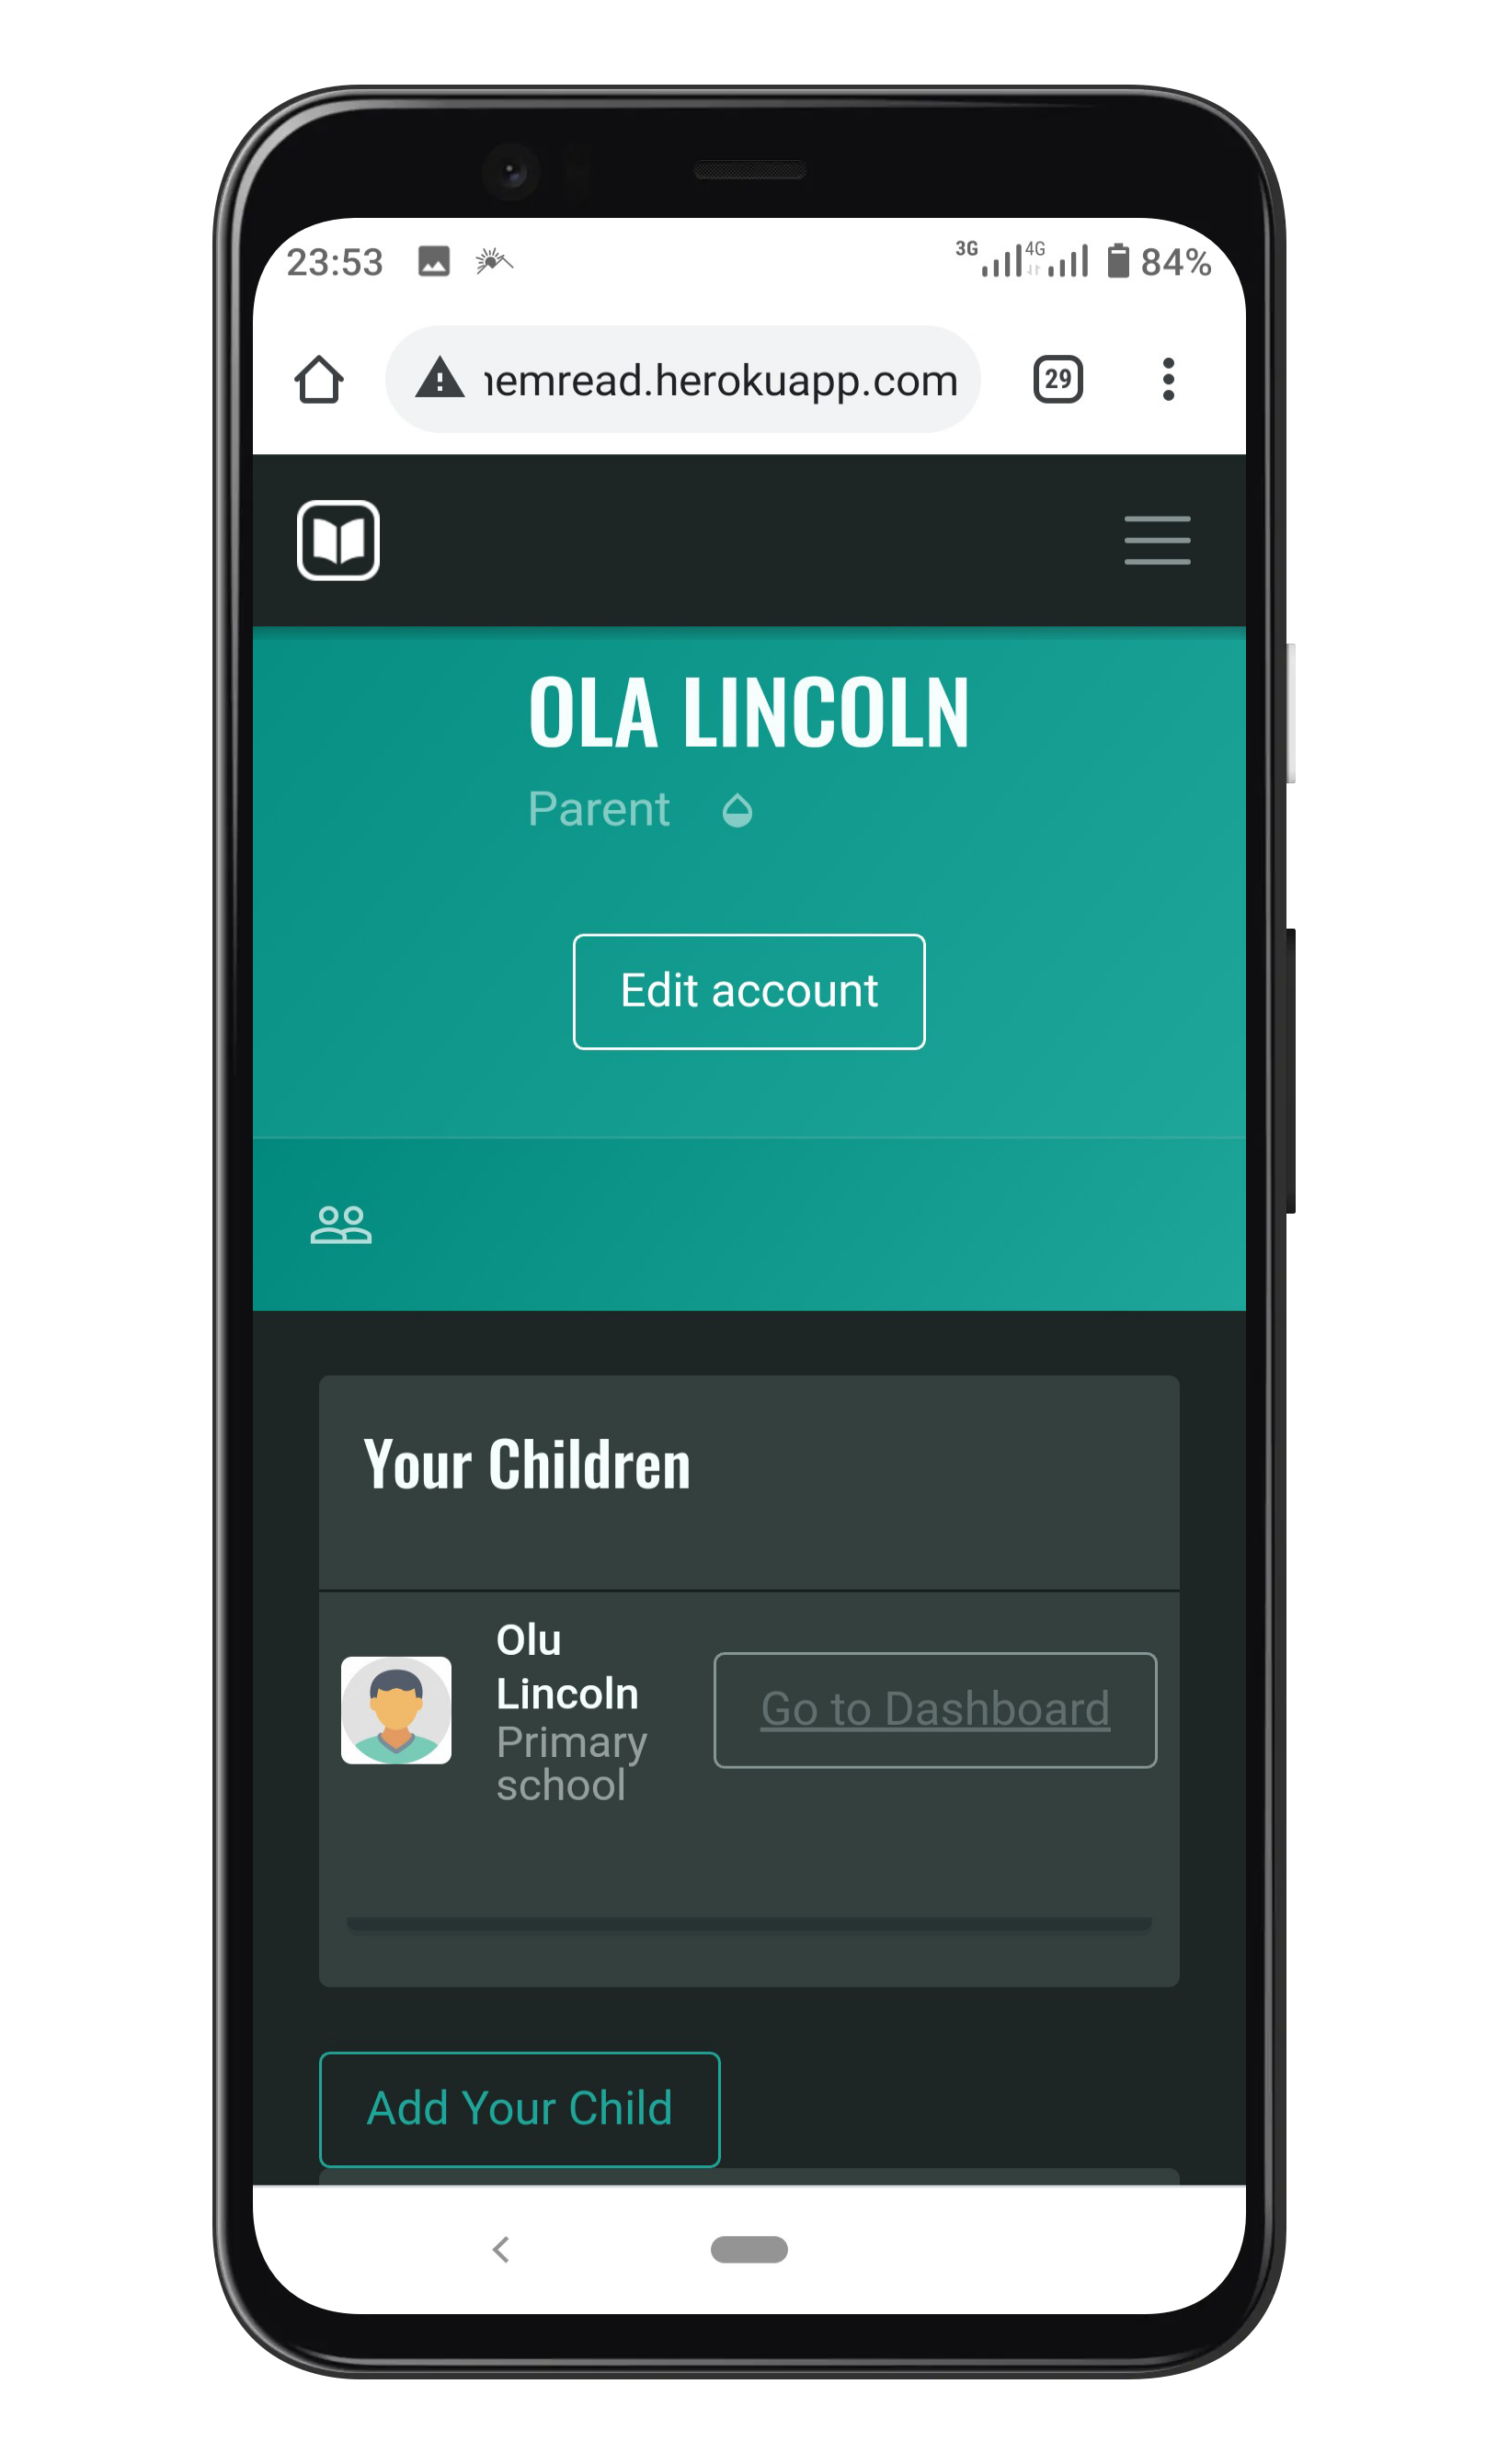 23:53 3G 4G 84%
emread.herokuapp.com 29
OLA LINCOLN
Parent
Edit account
Your Children
Olu
Lincoln
Primary
school
Go to Dashboard
Add Your Child